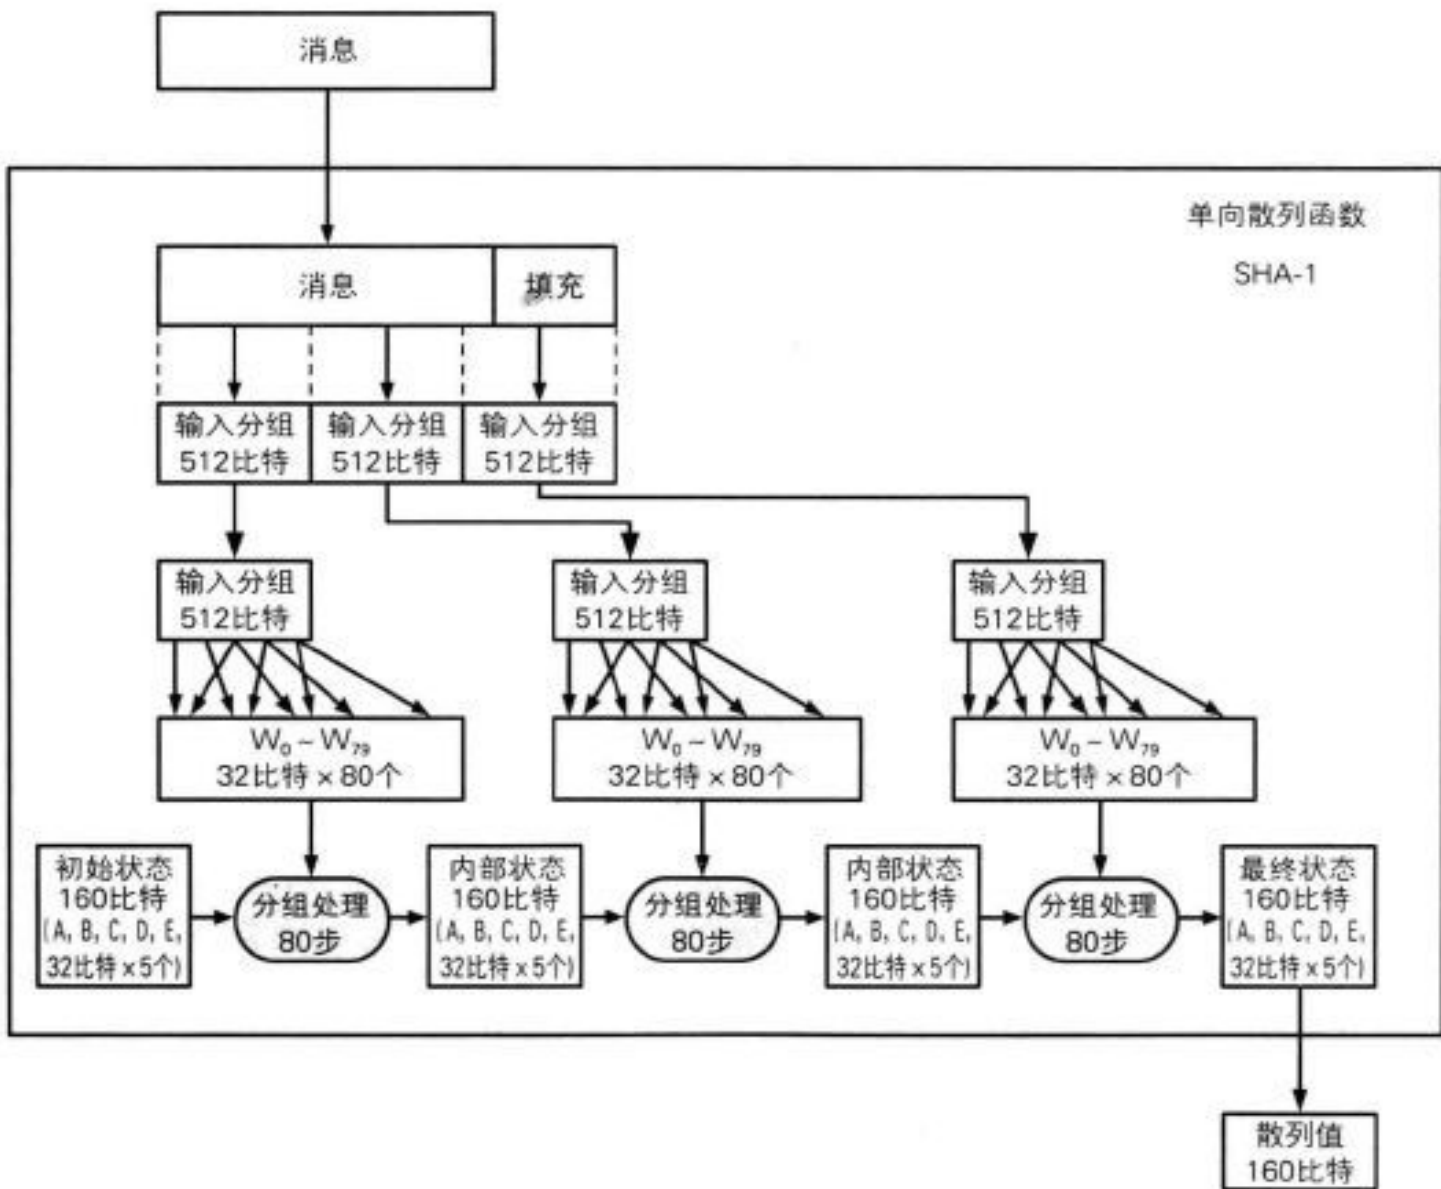 消息
单向散列函数
SHA-1
消息
填充
输入分组
512比特
输入分组
512比特
输入分组
512比特
输入分组
512比特
输入分组
512比特
输入分组
512比特
W₀ ~ W₇₉
32比特 × 80个
W₀ ~ W₇₉
32比特 × 80个
W₀ ~ W₇₉
32比特 × 80个
初始状态
160比特
(A, B, C, D, E,
32比特 × 5个)
分组处理
80步
内部状态
160比特
(A, B, C, D, E,
32比特 × 5个)
分组处理
80步
内部状态
160比特
(A, B, C, D, E,
32比特 × 5个)
分组处理
80步
最终状态
160比特
(A, B, C, D, E,
32比特 × 5个)
散列值
160比特